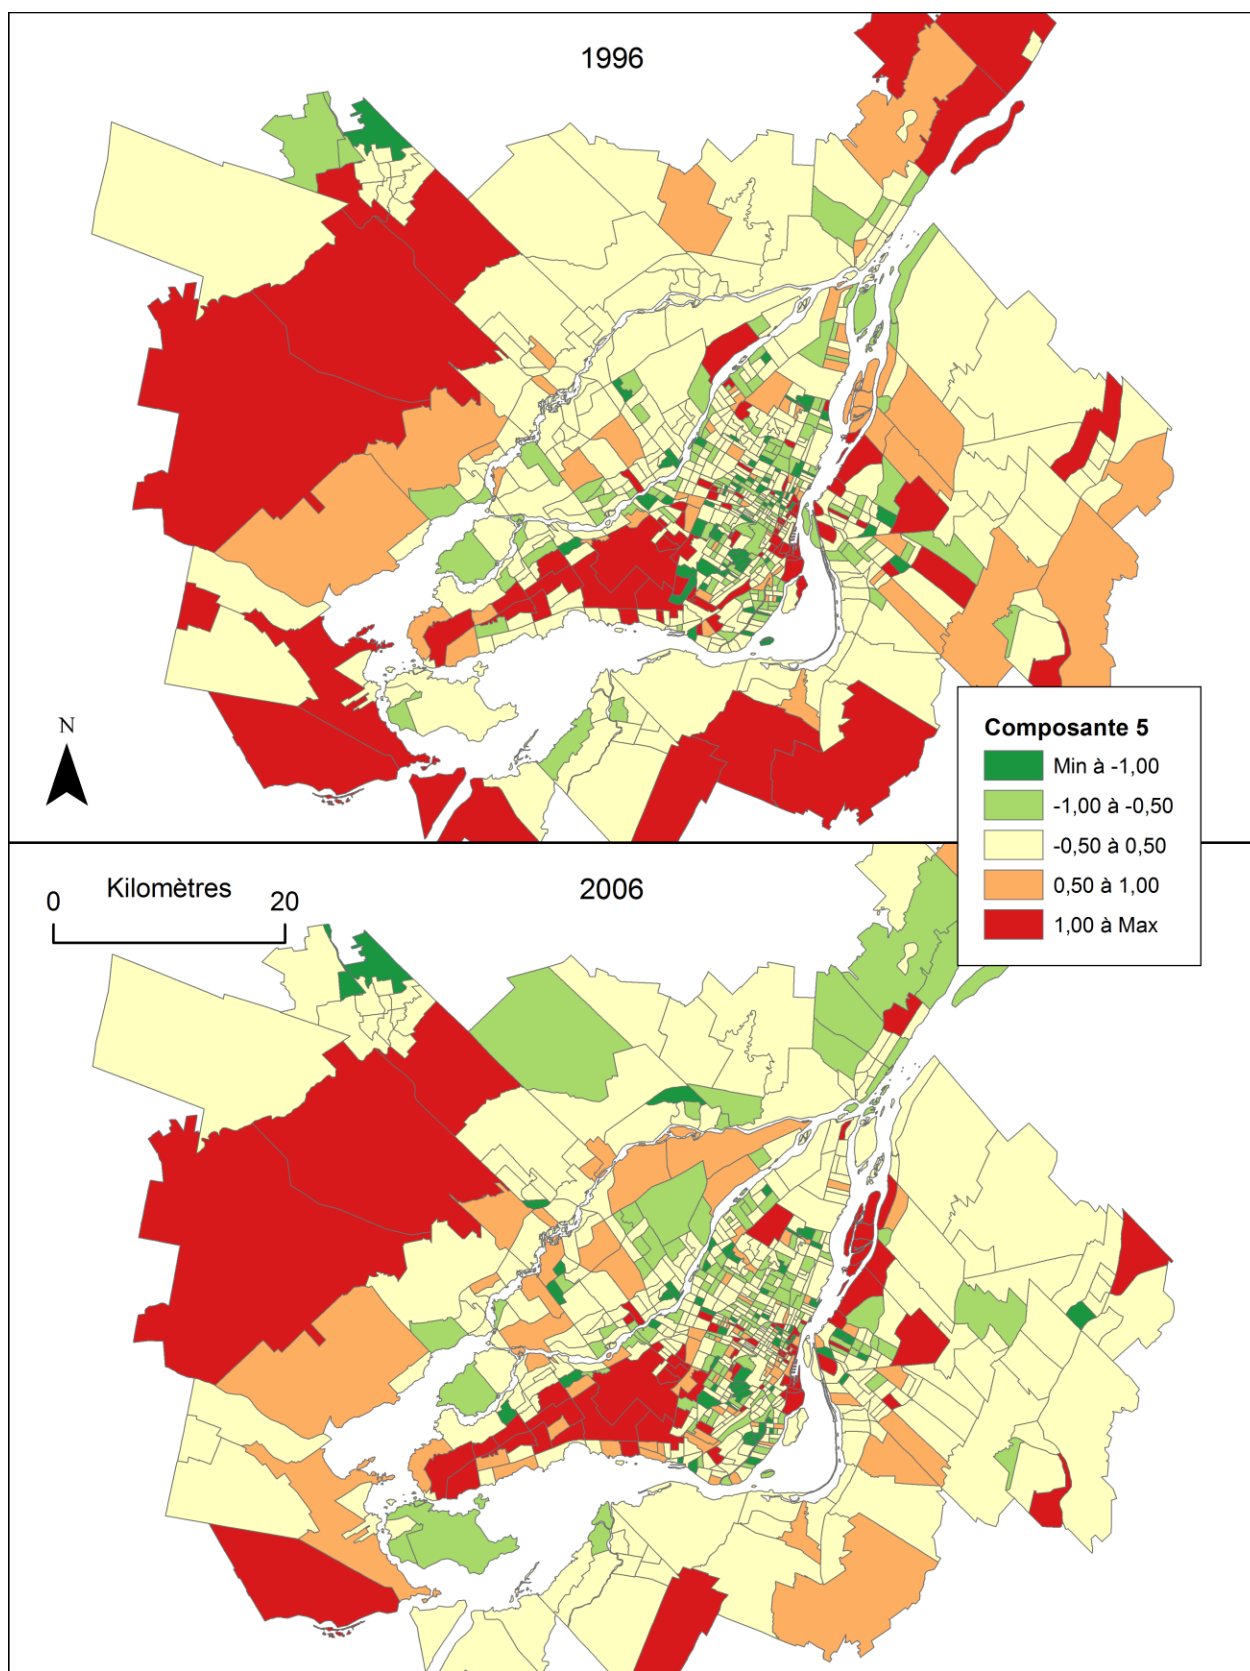 1996
N
Composante 5
Min à -1,00
-1,00 à -0,50
-0,50 à 0,50
0,50 à 1,00
1,00 à Max
Kilomètres
0 20
2006